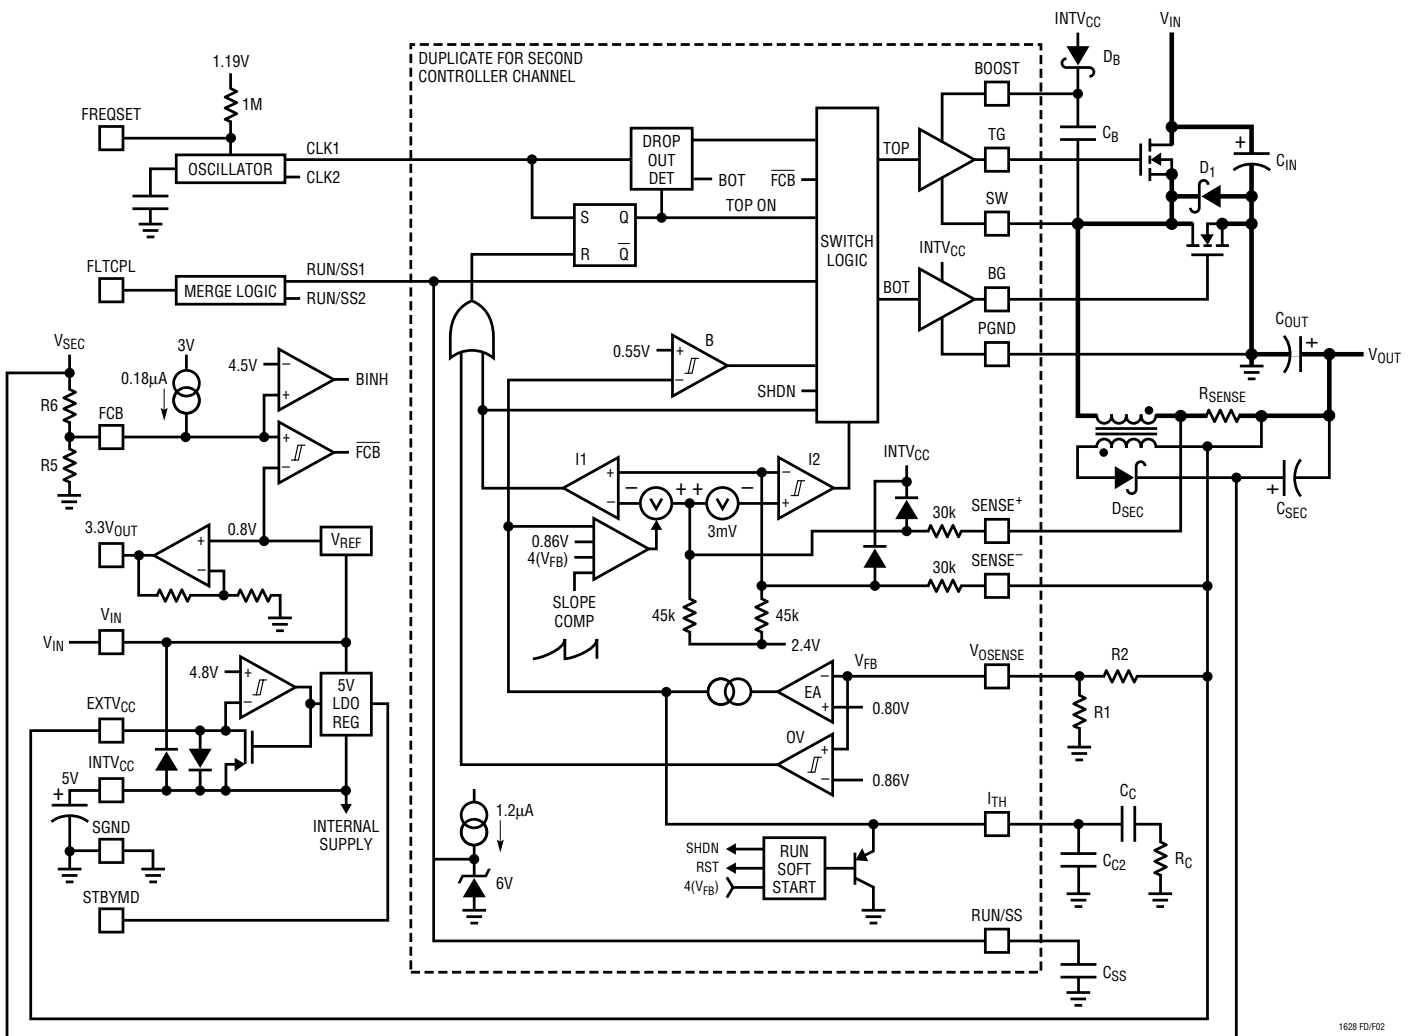 INTVCC
VIN
DB
BOOST
CB
TG
CIN
D1
SW
DUPLICATE FOR SECOND
CONTROLLER CHANNEL
1.19V
1M
FREQSET
OSCILLATOR
CLK1
CLK2
DROP
OUT
DET
BOT
FCB
TOP ON
S
Q
R
Q
SWITCH
LOGIC
TOP
BOT
INTVCC
BG
PGND
COUT
+
VOUT
FLTCPL
MERGE LOGIC
RUN/SS1
RUN/SS2
VSEC
3V
4.5V
0.18µA
–
+
BINH
R6
FCB
R5
+
–
FCB
0.55V
+
–
B
SHDN
RSENSE
DSEC
+
CSEC
I1
+
–
–
+
+
–
3mV
I2
–
+
INTVCC
30k
SENSE+
30k
SENSE–
0.86V
4(VFB)
SLOPE
COMP
45k
45k
2.4V
3.3VOUT
0.8V
VREF
+
–
VIN
VIN
4.8V
+
–
5V
LDO
REG
EXTVCC
INTVCC
5V
+
SGND
INTERNAL
SUPPLY
STBYMD
VFB
VOSENSE
R2
R1
EA
–
+
0.80V
OV
+
–
0.86V
ITH
CC
CC2
RC
1.2µA
6V
SHDN
RST
4(VFB)
RUN
SOFT
START
RUN/SS
CSS
1628 FD/F02